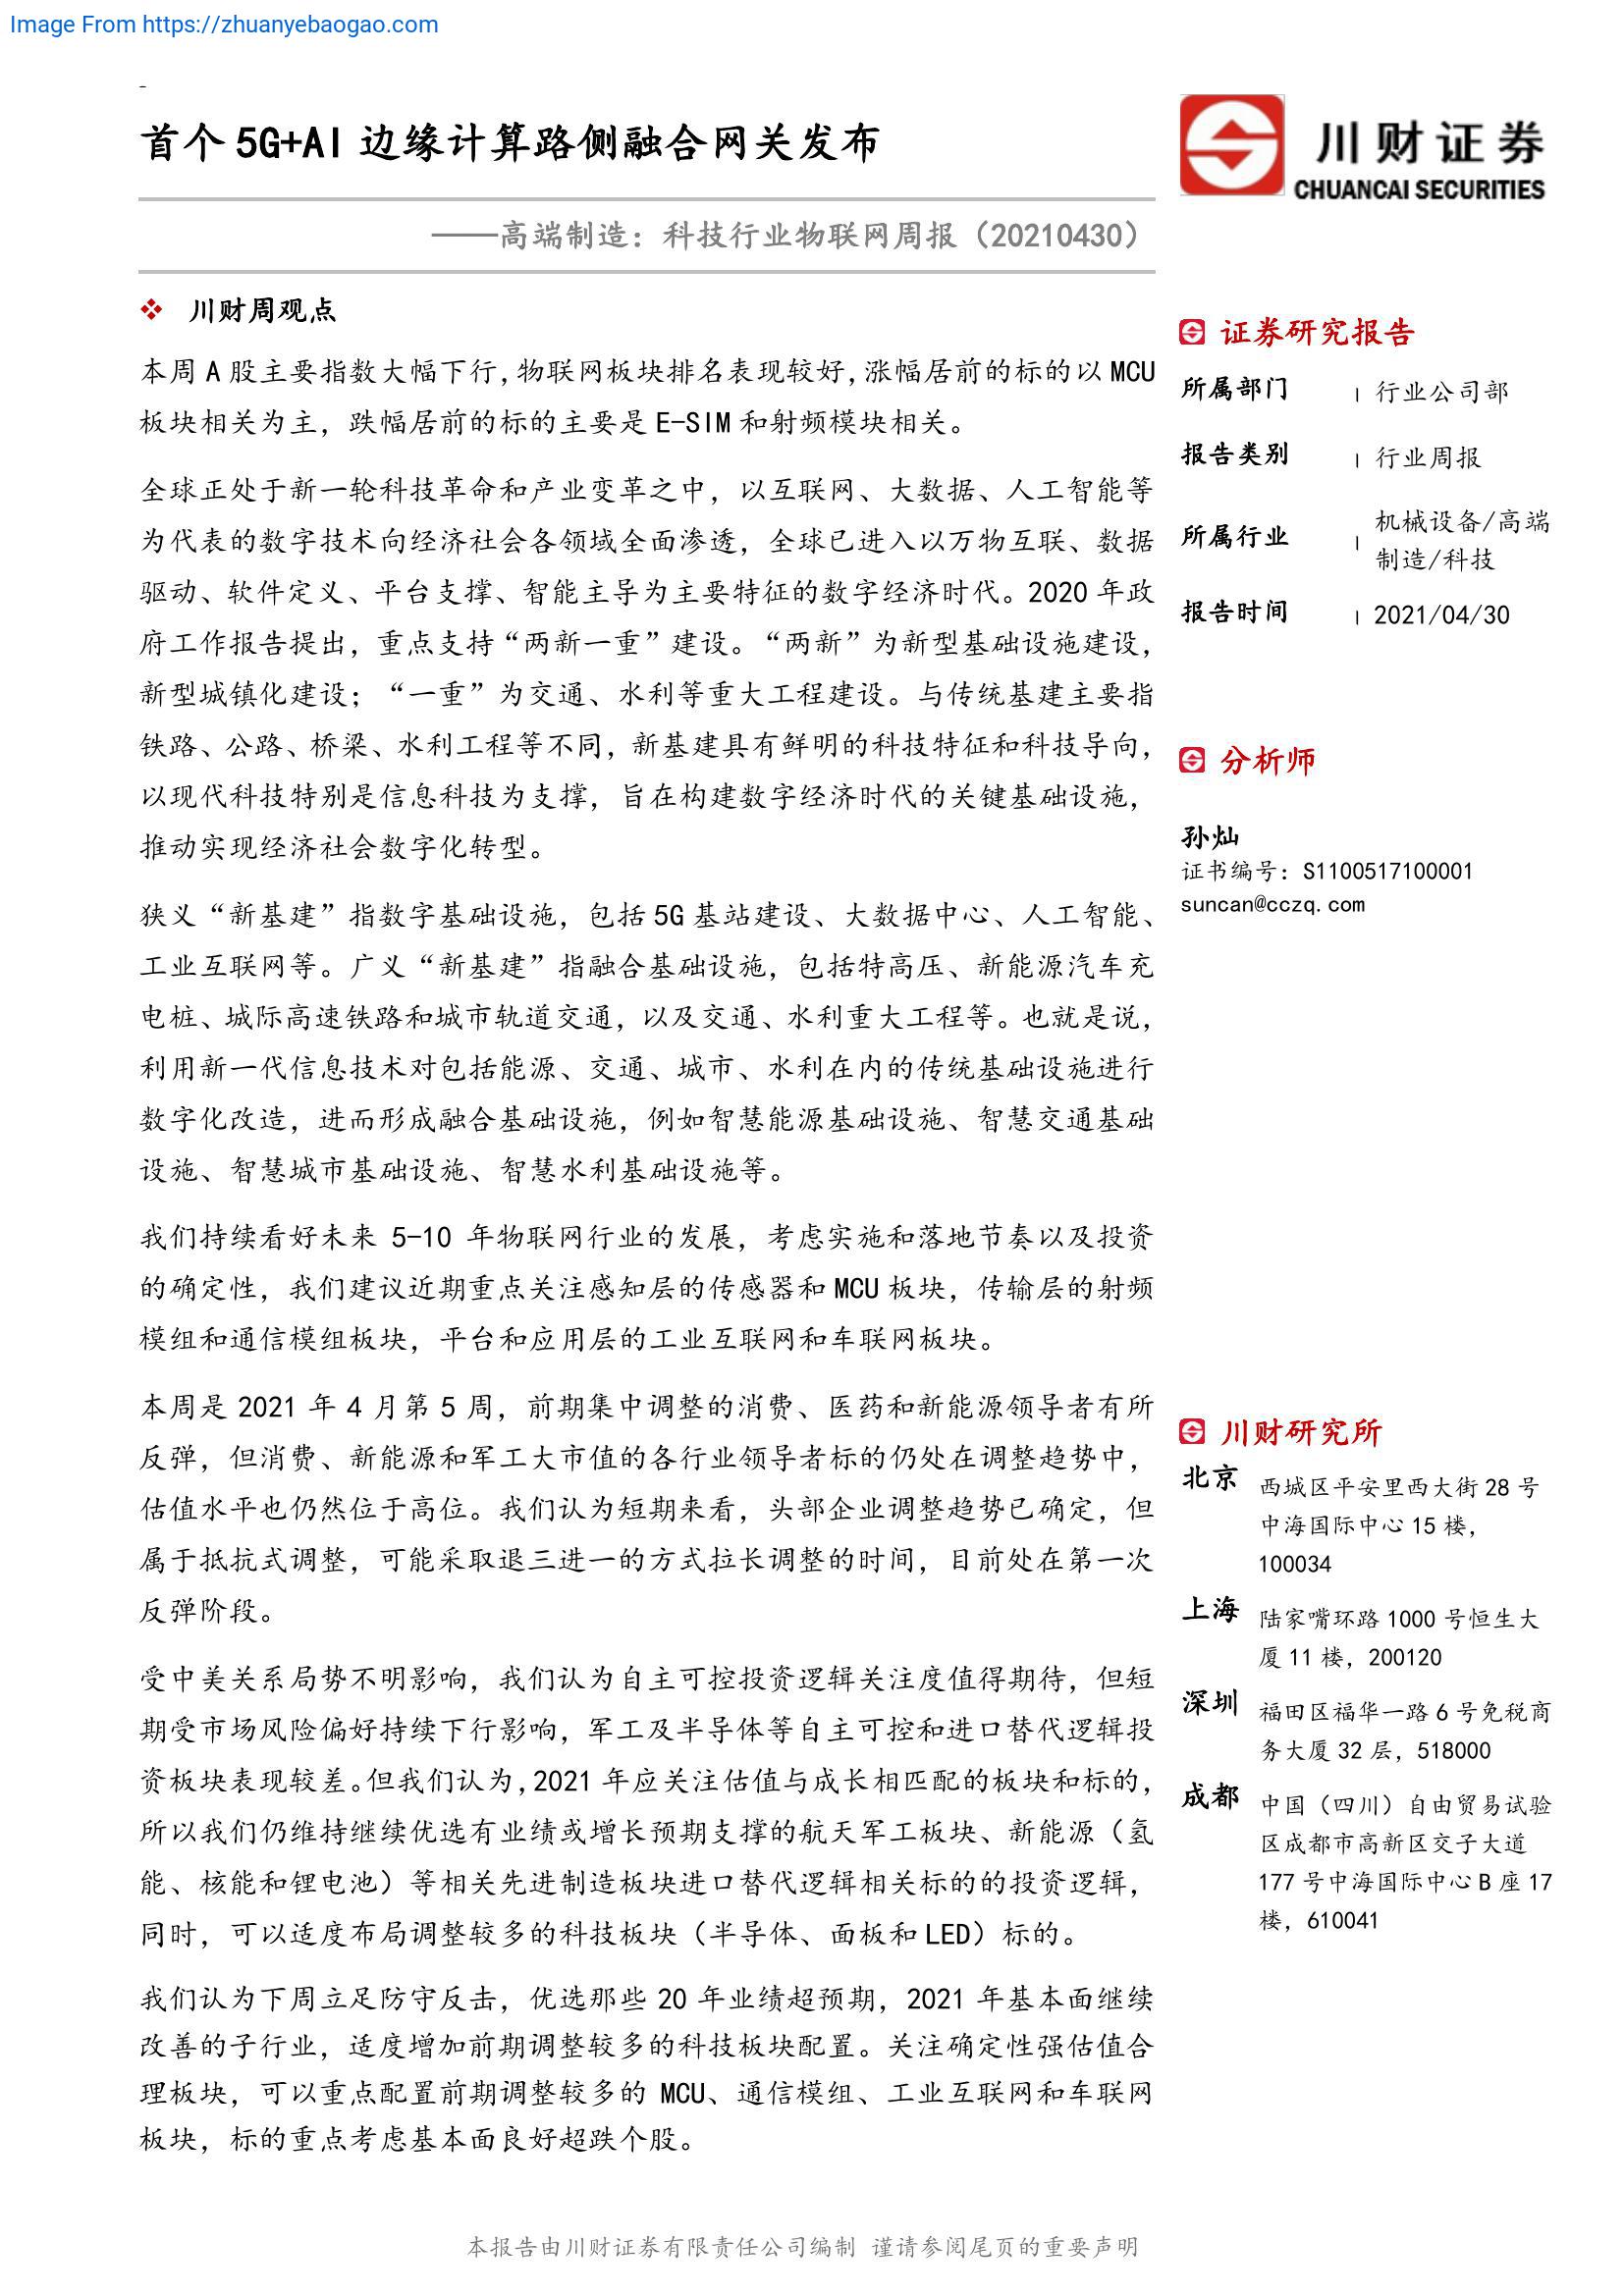 Image From https://zhuanyebaogao.com
-
首个 5G+AI 边缘计算路侧融合网关发布
——高端制造：科技行业物联网周报（20210430）
川财周观点
本周 A 股主要指数大幅下行，物联网板块排名表现较好，涨幅居前的标的以 MCU
板块相关为主，跌幅居前的标的主要是 E-SIM 和射频模块相关。
全球正处于新一轮科技革命和产业变革之中，以互联网、大数据、人工智能等
为代表的数字技术向经济社会各领域全面渗透，全球已进入以万物互联、数据
驱动、软件定义、平台支撑、智能主导为主要特征的数字经济时代。2020 年政
府工作报告提出，重点支持“两新一重”建设。“两新”为新型基础设施建设，
新型城镇化建设；“一重”为交通、水利等重大工程建设。与传统基建主要指
铁路、公路、桥梁、水利工程等不同，新基建具有鲜明的科技特征和科技导向，
以现代科技特别是信息科技为支撑，旨在构建数字经济时代的关键基础设施，
推动实现经济社会数字化转型。
狭义“新基建”指数字基础设施，包括 5G 基站建设、大数据中心、人工智能、
工业互联网等。广义“新基建”指融合基础设施，包括特高压、新能源汽车充
电桩、城际高速铁路和城市轨道交通，以及交通、水利重大工程等。也就是说，
利用新一代信息技术对包括能源、交通、城市、水利在内的传统基础设施进行
数字化改造，进而形成融合基础设施，例如智慧能源基础设施、智慧交通基础
设施、智慧城市基础设施、智慧水利基础设施等。
我们持续看好未来 5-10 年物联网行业的发展，考虑实施和落地节奏以及投资
的确定性，我们建议近期重点关注感知层的传感器和 MCU 板块，传输层的射频
模组和通信模组板块，平台和应用层的工业互联网和车联网板块。
本周是 2021 年 4 月第 5 周，前期集中调整的消费、医药和新能源领导者有所
反弹，但消费、新能源和军工大市值的各行业领导者标的仍处在调整趋势中，
估值水平也仍然位于高位。我们认为短期来看，头部企业调整趋势已确定，但
属于抵抗式调整，可能采取退三进一的方式拉长调整的时间，目前处在第一次
反弹阶段。
受中美关系局势不明影响，我们认为自主可控投资逻辑关注度值得期待，但短
期受市场风险偏好持续下行影响，军工及半导体等自主可控和进口替代逻辑投
资板块表现较差。但我们认为，2021 年应关注估值与成长相匹配的板块和标的，
所以我们仍维持继续优选有业绩或增长预期支撑的航天军工板块、新能源（氢
能、核能和锂电池）等相关先进制造板块进口替代逻辑相关标的的投资逻辑，
同时，可以适度布局调整较多的科技板块（半导体、面板和 LED）标的。
我们认为下周立足防守反击，优选那些 20 年业绩超预期，2021 年基本面继续
改善的子行业，适度增加前期调整较多的科技板块配置。关注确定性强估值合
理板块，可以重点配置前期调整较多的 MCU、通信模组、工业互联网和车联网
板块，标的重点考虑基本面良好超跌个股。
川财证券
CHUANCAI SECURITIES
证券研究报告
所属部门 | 行业公司部
报告类别 | 行业周报
所属行业 | 机械设备/高端
制造/科技
报告时间 | 2021/04/30
分析师
孙灿
证书编号：S1100517100001
suncan@cczq.com
川财研究所
北京 西城区平安里西大街 28 号
中海国际中心 15 楼，
100034
上海 陆家嘴环路 1000 号恒生大
厦 11 楼，200120
深圳 福田区福华一路 6 号免税商
务大厦 32 层，518000
成都 中国（四川）自由贸易试验
区成都市高新区交子大道
177 号中海国际中心 B 座 17
楼，610041
本报告由川财证券有限责任公司编制 谨请参阅尾页的重要声明